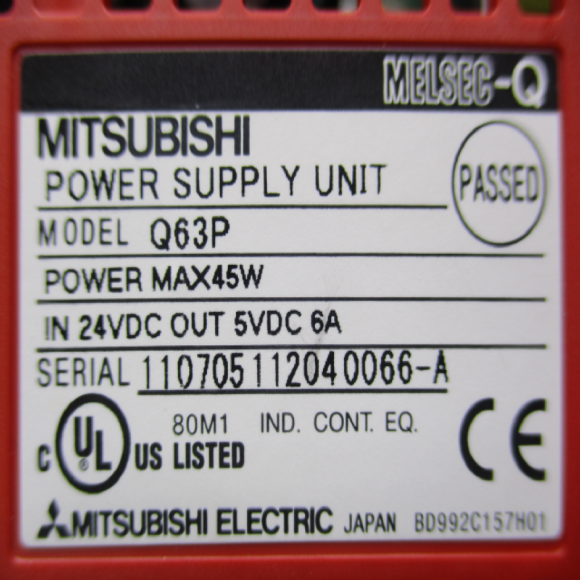 MELSEC-Q
MITSUBISHI
POWER SUPPLY UNIT
PASSED
MODEL Q63P
POWER MAX45W
IN 24VDC OUT 5VDC 6A
SERIAL 110705112040066-A
80M1 IND. CONT. EQ.
C UL ® US LISTED
CE
MITSUBISHI ELECTRIC JAPAN BD992C157H01